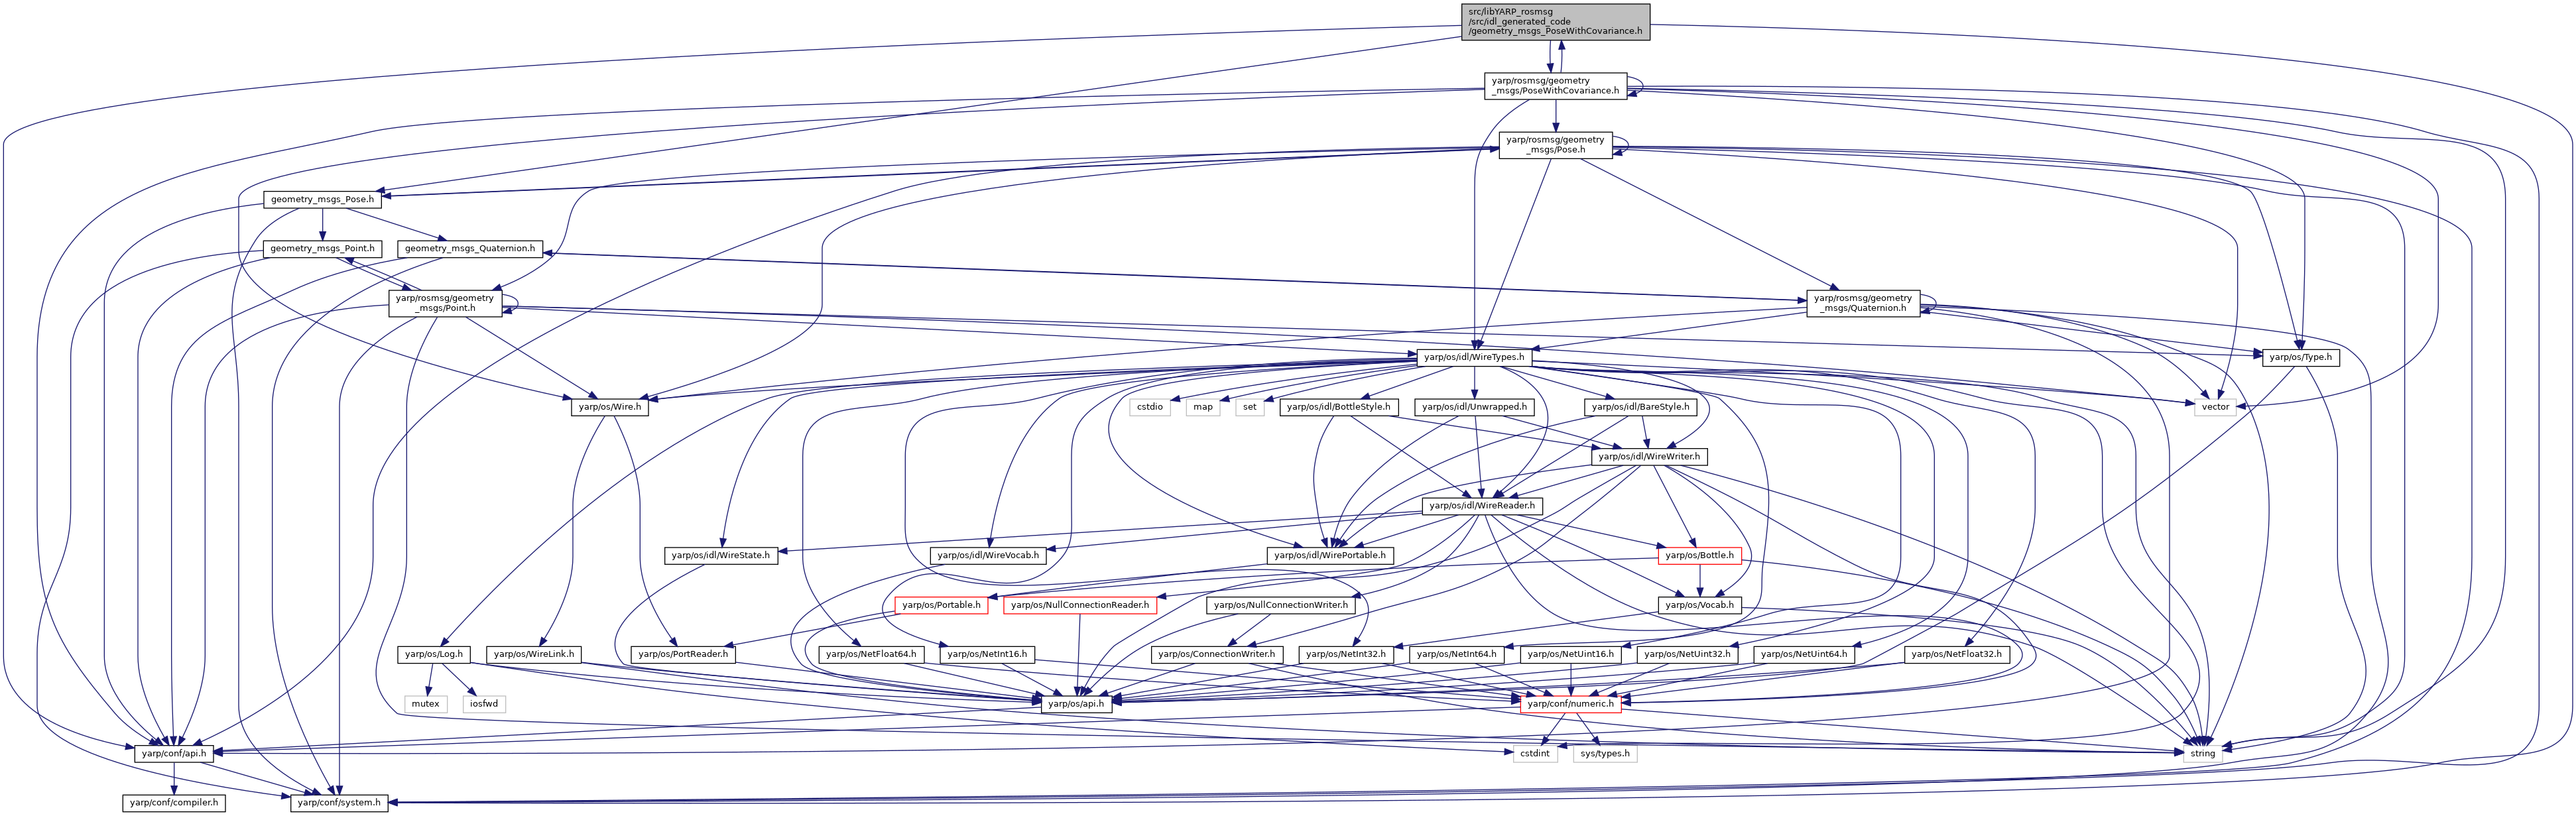 src/libYARP_rosmsg
/src/idl_generated_code
/geometry_msgs_PoseWithCovariance.h
yarp/rosmsg/geometry
_msgs/PoseWithCovariance.h
yarp/rosmsg/geometry
_msgs/Pose.h
geometry_msgs_Pose.h
geometry_msgs_Point.h
geometry_msgs_Quaternion.h
yarp/rosmsg/geometry
_msgs/Point.h
yarp/rosmsg/geometry
_msgs/Quaternion.h
yarp/os/idl/WireTypes.h
yarp/os/Type.h
yarp/os/Wire.h
cstdio
map
set
yarp/os/idl/BottleStyle.h
yarp/os/idl/Unwrapped.h
yarp/os/idl/BareStyle.h
vector
yarp/os/idl/WireWriter.h
yarp/os/idl/WireReader.h
yarp/os/idl/WireState.h
yarp/os/idl/WireVocab.h
yarp/os/idl/WirePortable.h
yarp/os/Bottle.h
yarp/os/Portable.h
yarp/os/NullConnectionReader.h
yarp/os/NullConnectionWriter.h
yarp/os/Vocab.h
yarp/os/Log.h
yarp/os/WireLink.h
yarp/os/PortReader.h
yarp/os/NetFloat64.h
yarp/os/NetInt16.h
yarp/os/ConnectionWriter.h
yarp/os/NetInt32.h
yarp/os/NetInt64.h
yarp/os/NetUint16.h
yarp/os/NetUint32.h
yarp/os/NetUint64.h
yarp/os/NetFloat32.h
mutex
iosfwd
yarp/os/api.h
yarp/conf/numeric.h
yarp/conf/api.h
cstdint
sys/types.h
string
yarp/conf/compiler.h
yarp/conf/system.h